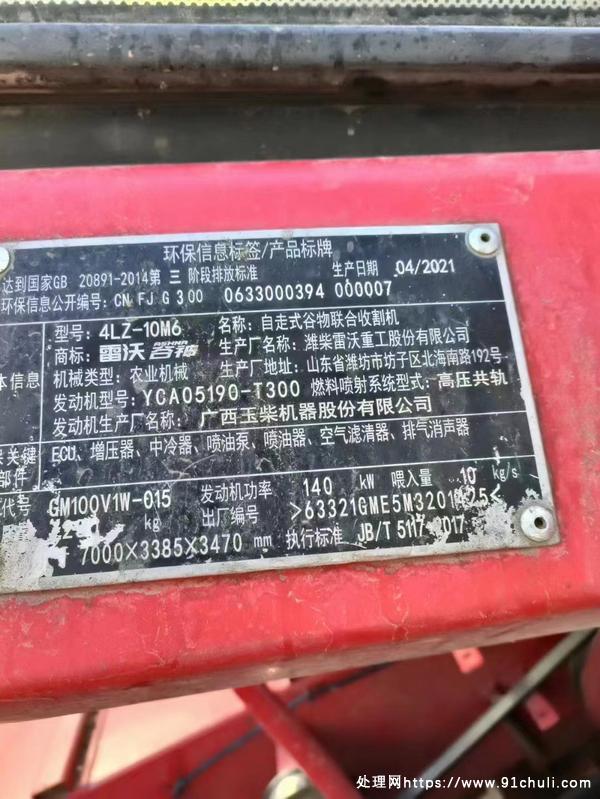 环保信息标签/产品标牌
达到国家GB 20891-2014第 三 阶段排放标准 生产日期 04/2021
环保信息公开编号: CN FJ G 3 00 0633000394 000007
型号: 4LZ-10M6 名称: 自走式谷物联合收割机
商标: 雷沃谷神 生产厂名称: 潍柴雷沃重工股份有限公司
体信息 机械类型: 农业机械 生产厂地址: 山东省潍坊市坊子区北海南路192号
发动机型号: YCA05190-T300 燃料喷射系统型式: 高压共轨
发动机生产厂名称: 广西玉柴机器股份有限公司
保关键
部件 ECU、增压器、中冷器、喷油泵、喷油器、空气滤清器、排气消声器
代号 GM100V1W-015 发动机功率 140 kW 喂入量 10 kg/s
kg 出厂编号
7000×3385×3470 mm 执行标准 JB/T 5117-2017
处理网https://www.91chuli.com/